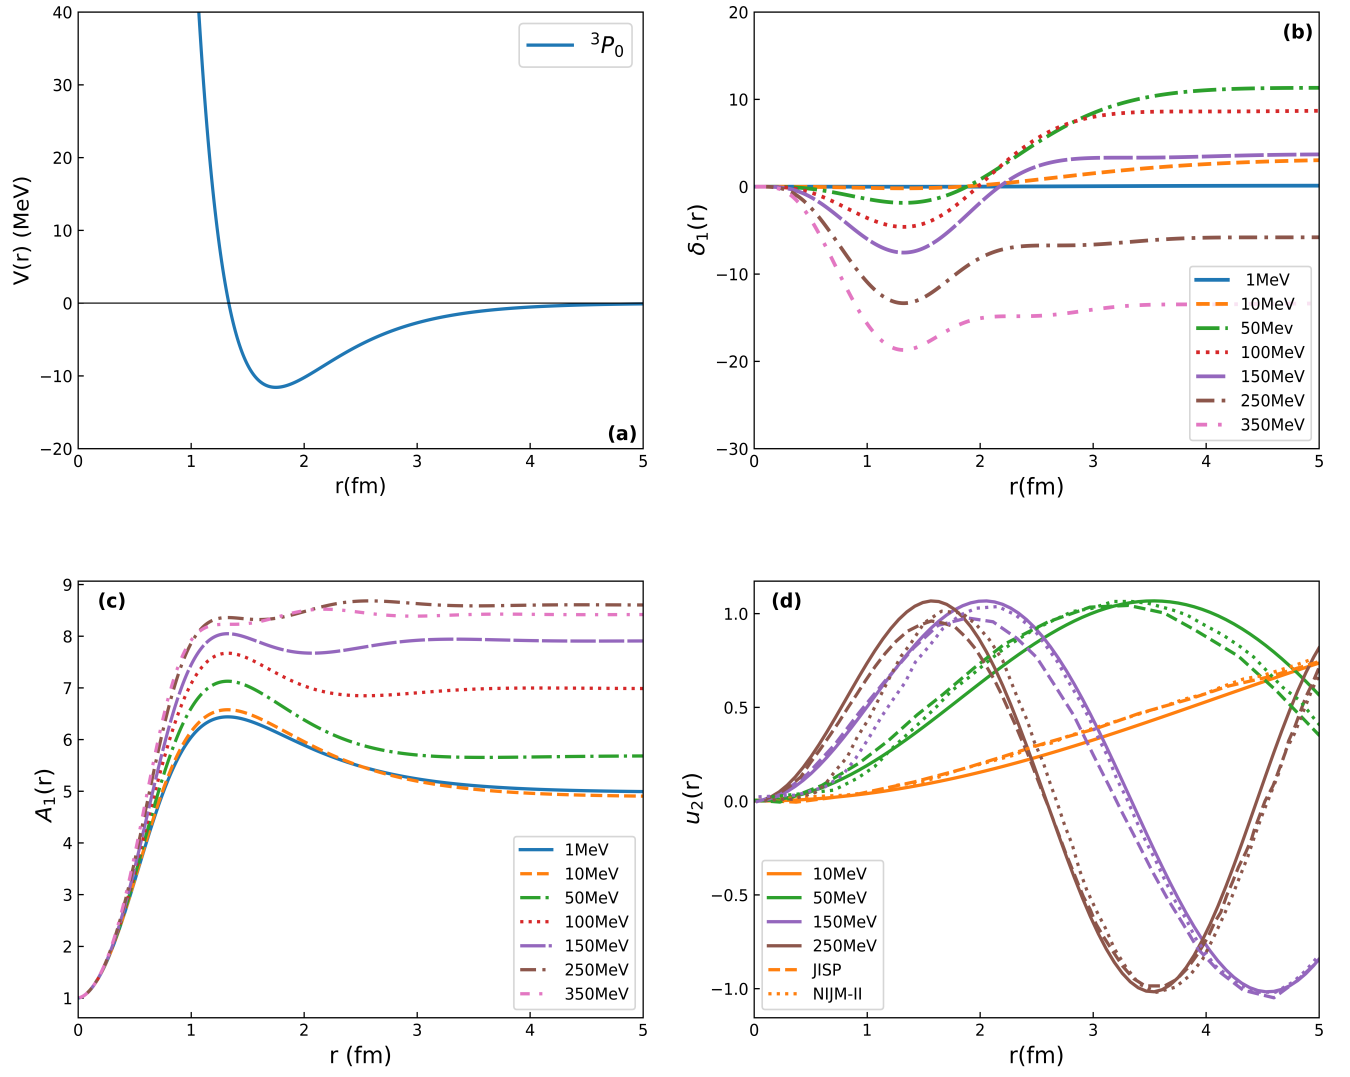 40
30
20
10
0
−10
−20
V(r) (MeV)
³P₀
(a)
0 1 2 3 4 5
r(fm)
20
10
0
−10
−20
−30
δ₁(r)
(b)
1MeV
10MeV
50Mev
100MeV
150MeV
250MeV
350MeV
0 1 2 3 4 5
r(fm)
9
8
7
6
5
4
3
2
1
A₁(r)
(c)
1MeV
10MeV
50MeV
100MeV
150MeV
250MeV
350MeV
0 1 2 3 4 5
r (fm)
1.0
0.5
0.0
−0.5
−1.0
u₂(r)
(d)
10MeV
50MeV
150MeV
250MeV
JISP
NIJM-II
0 1 2 3 4 5
r(fm)